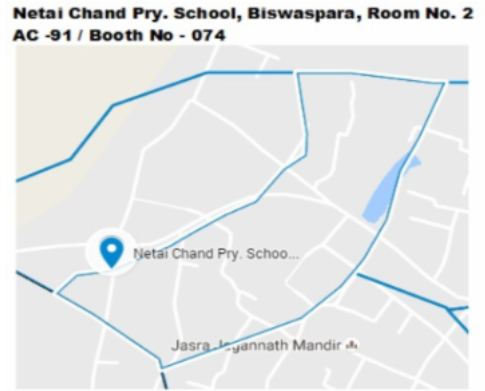 Netai Chand Pry. School, Biswaspara, Room No. 2
AC -91 / Booth No - 074
Netai Chand Pry. Schoo...
Jasra Jagannath Mandir